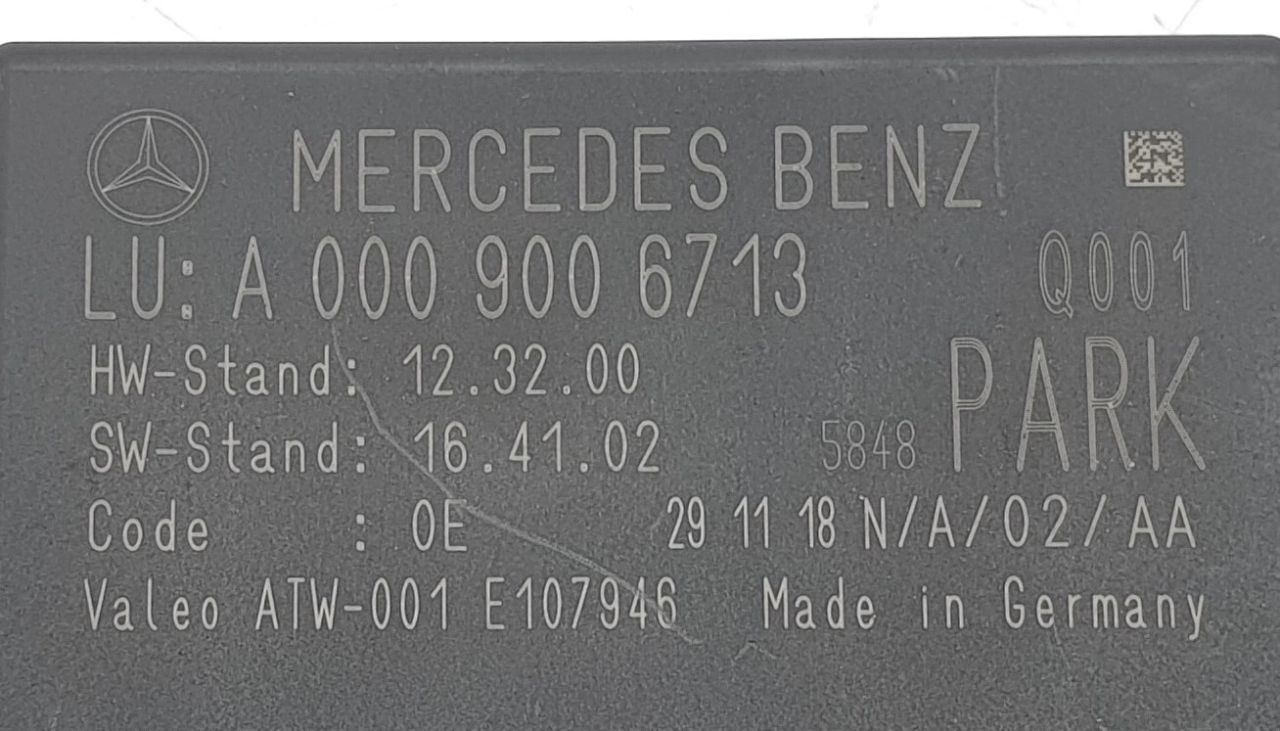 MERCEDES BENZ
LU: A 000 900 6713 Q001
HW-Stand: 12.32.00
SW-Stand: 16.41.02 5848 PARK
Code : 0E 29 11 18 N/A/02/AA
Valeo ATW-001 E107946 Made in Germany